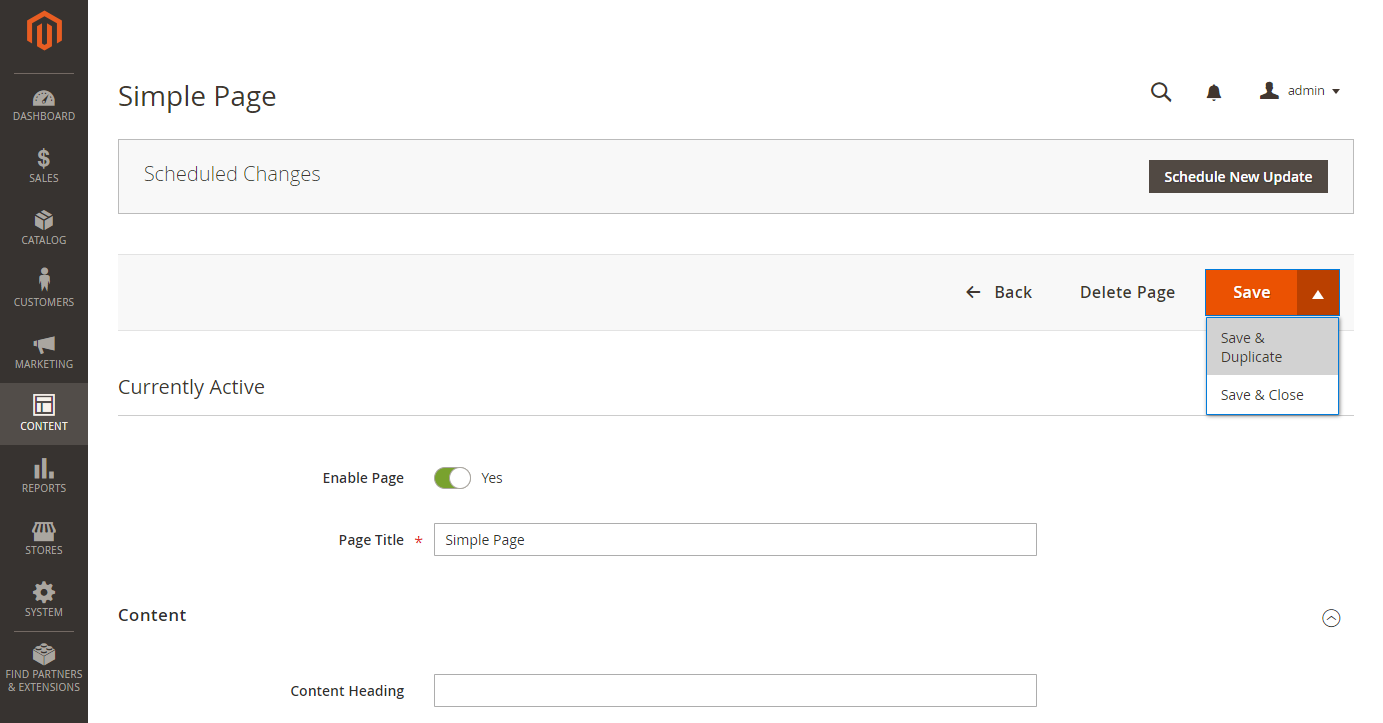 DASHBOARD
SALES
CATALOG
CUSTOMERS
MARKETING
CONTENT
REPORTS
STORES
SYSTEM
FIND PARTNERS
& EXTENSIONS
Simple Page
admin
Scheduled Changes
Schedule New Update
Back
Delete Page
Save
Save &
Duplicate
Save & Close
Currently Active
Enable Page
Yes
Page Title *
Simple Page
Content
Content Heading